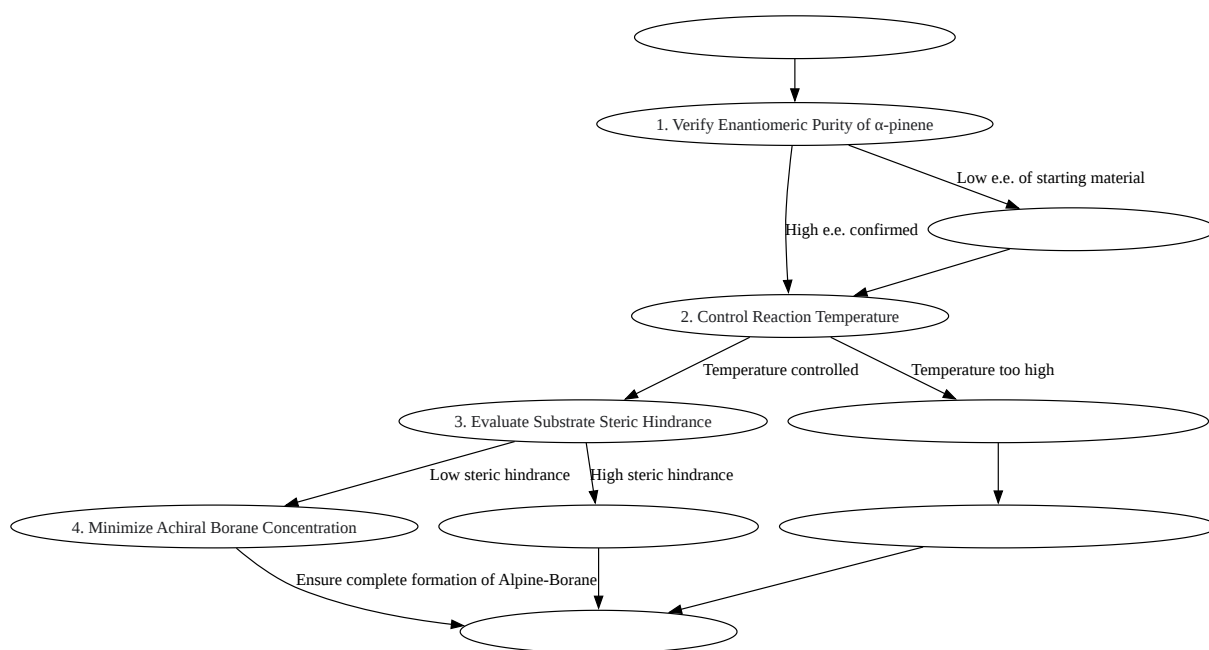 1. Verify Enantiomeric Purity of α-pinene
Low e.e. of starting material
High e.e. confirmed
2. Control Reaction Temperature
Temperature controlled
Temperature too high
3. Evaluate Substrate Steric Hindrance
Low steric hindrance
High steric hindrance
4. Minimize Achiral Borane Concentration
Ensure complete formation of Alpine-Borane